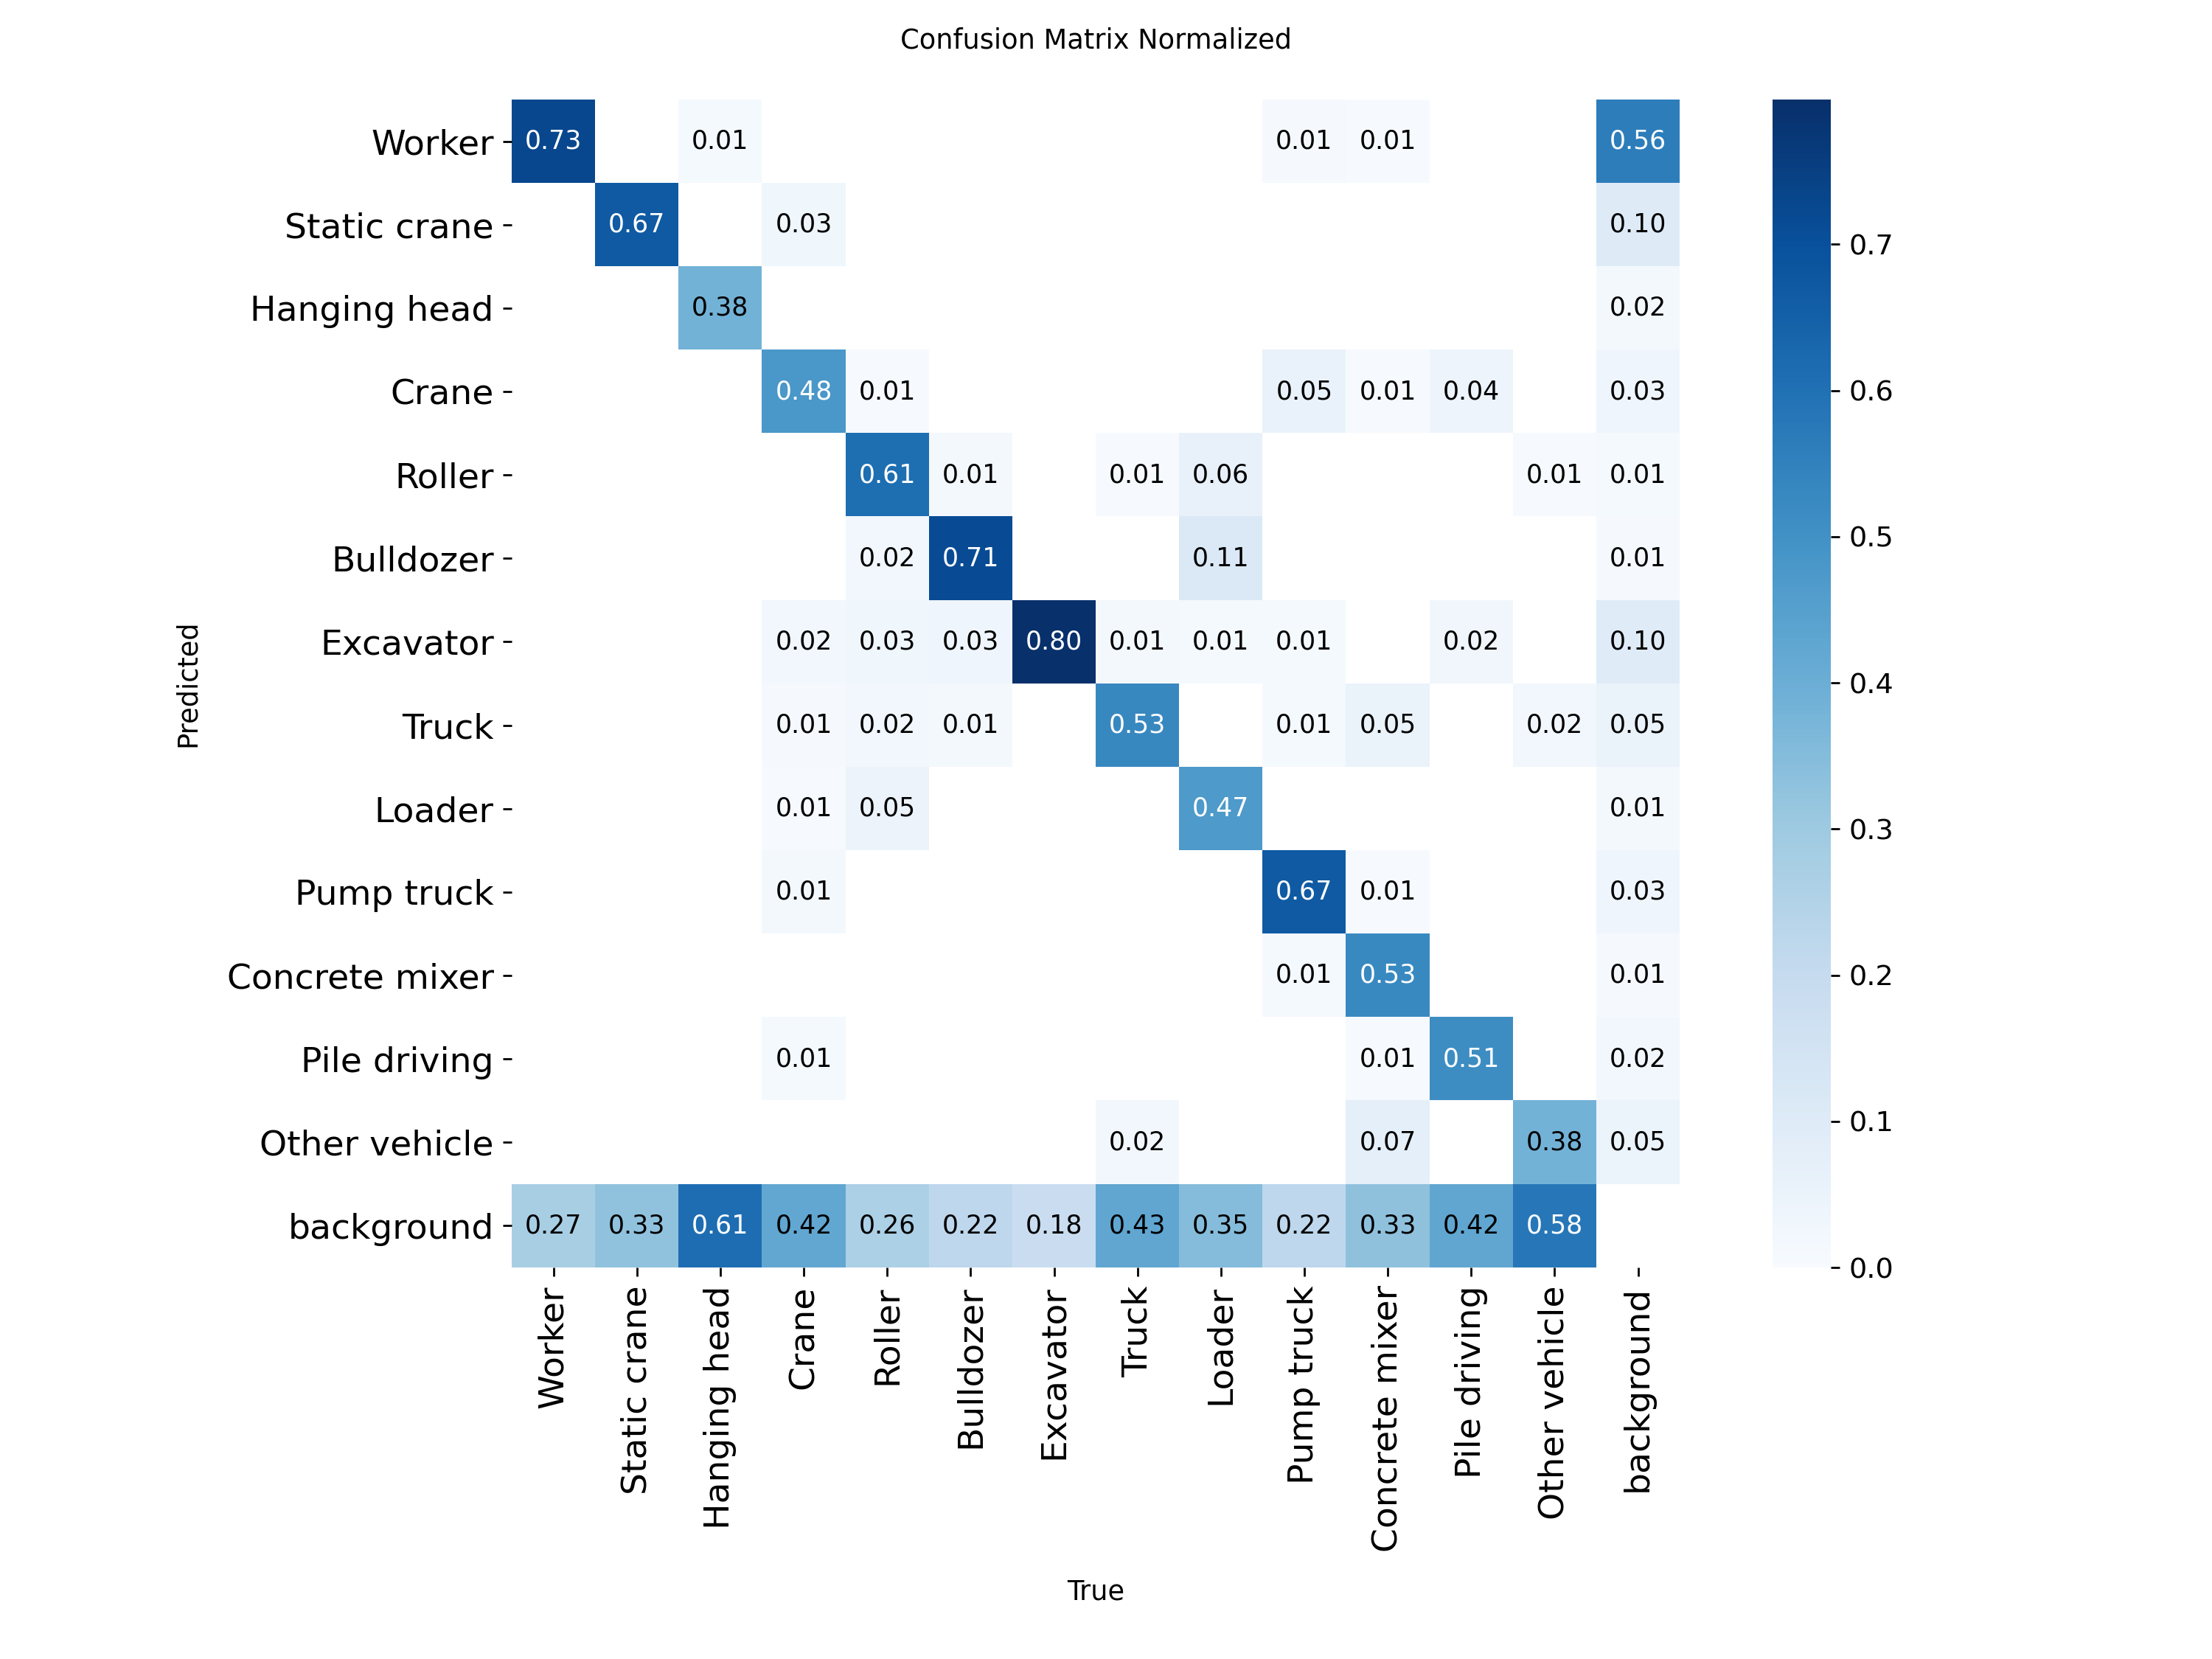 Confusion Matrix Normalized
Worker 0.73 0.01 0.01 0.01 0.56
Static crane 0.67 0.03 0.10 0.7
Hanging head 0.38 0.02
Crane 0.48 0.01 0.05 0.01 0.04 0.03 0.6
Roller 0.61 0.01 0.01 0.06 0.01 0.01
Bulldozer 0.02 0.71 0.11 0.01 0.5
Excavator 0.02 0.03 0.03 0.80 0.01 0.01 0.01 0.02 0.10 0.4
Predicted
Truck 0.01 0.02 0.01 0.53 0.01 0.05 0.02 0.05
Loader 0.01 0.05 0.47 0.01 0.3
Pump truck 0.01 0.67 0.01 0.03
Concrete mixer 0.01 0.53 0.01 0.2
Pile driving 0.01 0.01 0.51 0.02
Other vehicle 0.02 0.07 0.38 0.05 0.1
background 0.27 0.33 0.61 0.42 0.26 0.22 0.18 0.43 0.35 0.22 0.33 0.42 0.58 0.0
Worker
Static crane
Hanging head
Crane
Roller
Bulldozer
Excavator
Truck
Loader
Pump truck
Concrete mixer
Pile driving
Other vehicle
background
True